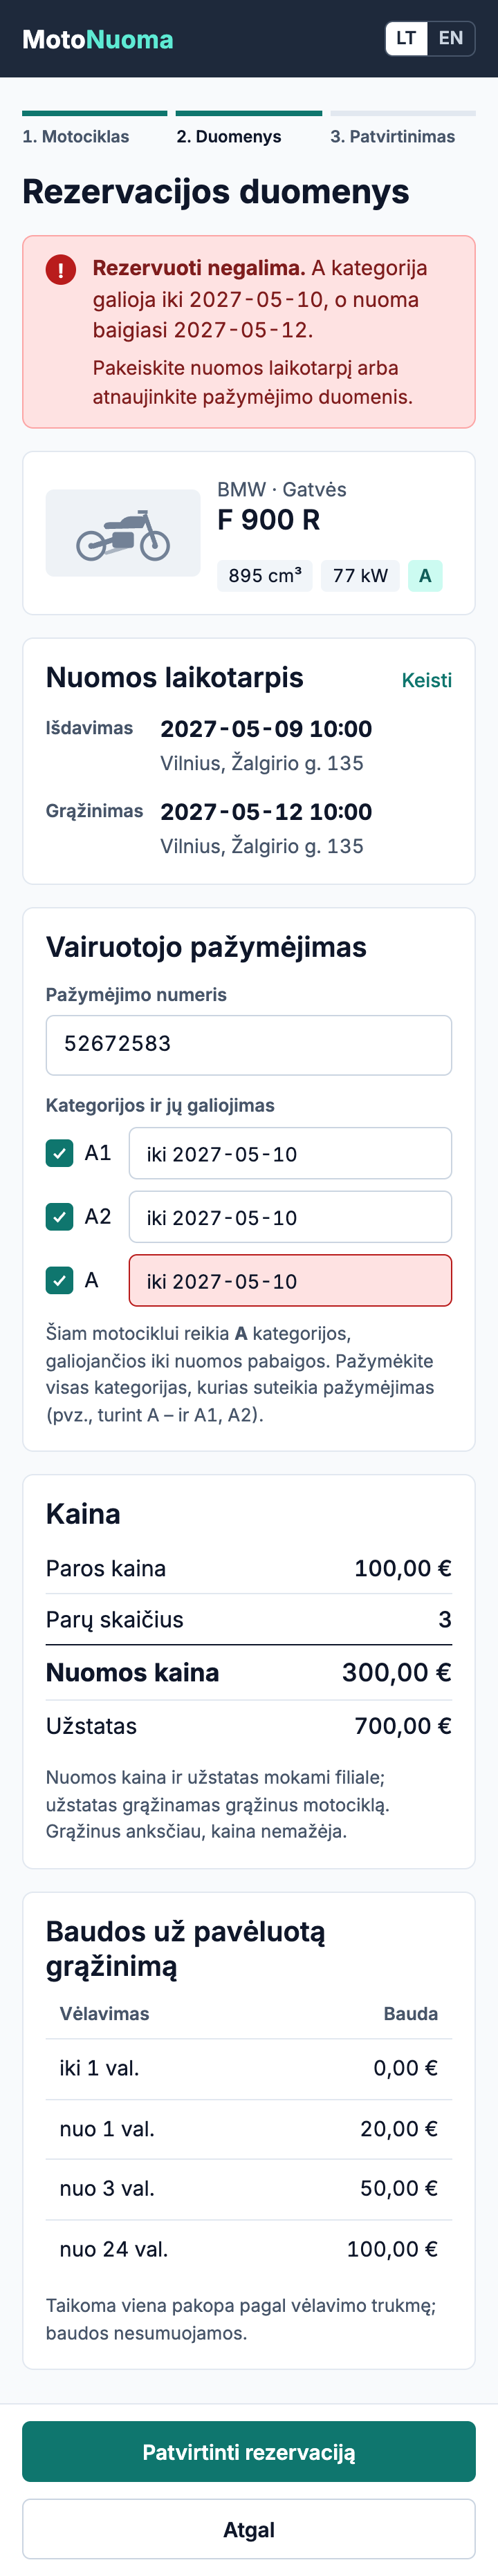 MotoNuoma
LT EN
1. Motociklas 2. Duomenys 3. Patvirtinimas
Rezervacijos duomenys
! Rezervuoti negalima. A kategorija
galioja iki 2027-05-10, o nuoma
baigiasi 2027-05-12.
Pakeiskite nuomos laikotarpį arba
atnaujinkite pažymėjimo duomenis.
BMW · Gatvės
F 900 R
895 cm³ 77 kW A
Nuomos laikotarpis Keisti
Išdavimas 2027-05-09 10:00
Vilnius, Žalgirio g. 135
Grąžinimas 2027-05-12 10:00
Vilnius, Žalgirio g. 135
Vairuotojo pažymėjimas
Pažymėjimo numeris
52672583
Kategorijos ir jų galiojimas
A1 iki 2027-05-10
A2 iki 2027-05-10
A iki 2027-05-10
Šiam motociklui reikia A kategorijos,
galiojančios iki nuomos pabaigos. Pažymėkite
visas kategorijas, kurias suteikia pažymėjimas
(pvz., turint A – ir A1, A2).
Kaina
Paros kaina 100,00 €
Parų skaičius 3
Nuomos kaina 300,00 €
Užstatas 700,00 €
Nuomos kaina ir užstatas mokami filiale;
užstatas grąžinamas grąžinus motociklą.
Grąžinus anksčiau, kaina nemažėja.
Baudos už pavėluotą
grąžinimą
Vėlavimas Bauda
iki 1 val. 0,00 €
nuo 1 val. 20,00 €
nuo 3 val. 50,00 €
nuo 24 val. 100,00 €
Taikoma viena pakopa pagal vėlavimo trukmę;
baudos nesumuojamos.
Patvirtinti rezervaciją
Atgal